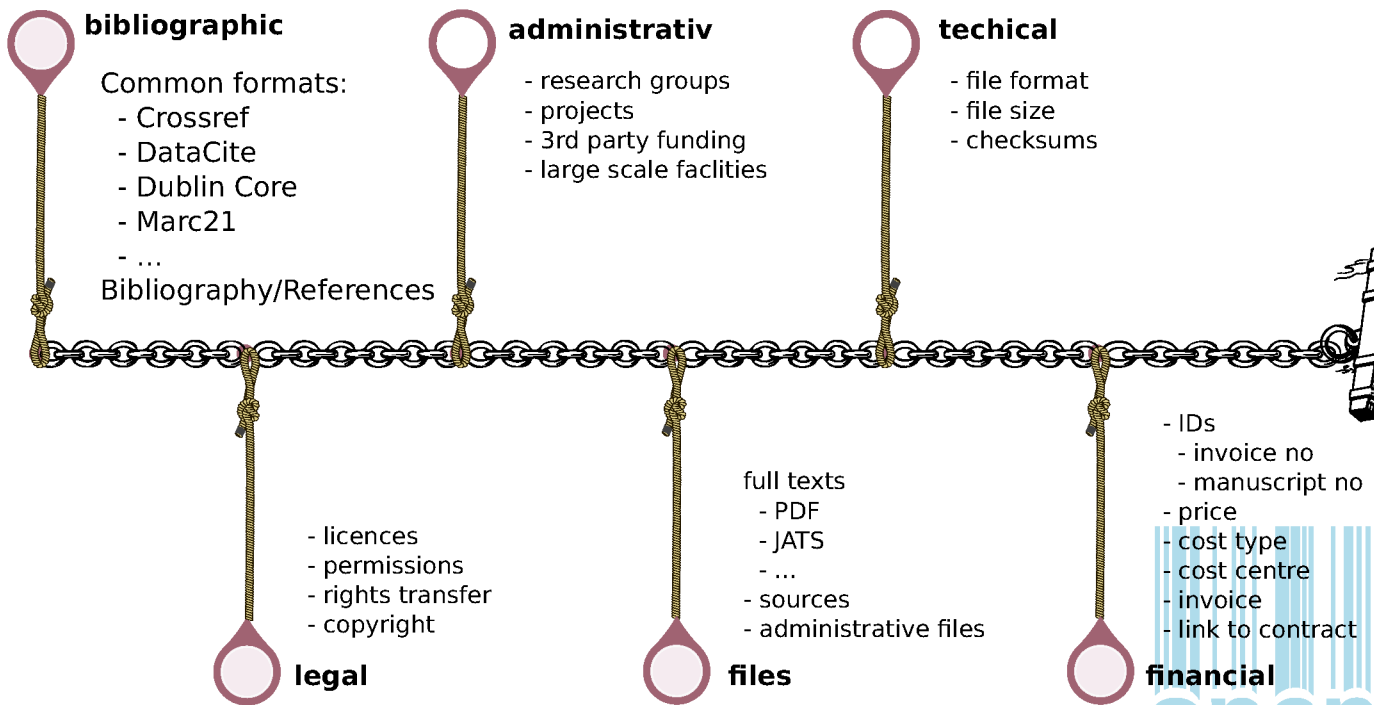 bibliographic
Common formats:
- Crossref
- DataCite
- Dublin Core
- Marc21
- ...
Bibliography/References
administrativ
- research groups
- projects
- 3rd party funding
- large scale faclities
techical
- file format
- file size
- checksums
- licences
- permissions
- rights transfer
- copyright
legal
full texts
- PDF
- JATS
- ...
- sources
- administrative files
files
- IDs
- invoice no
- manuscript no
- price
- cost type
- cost centre
- invoice
- link to contract
financial